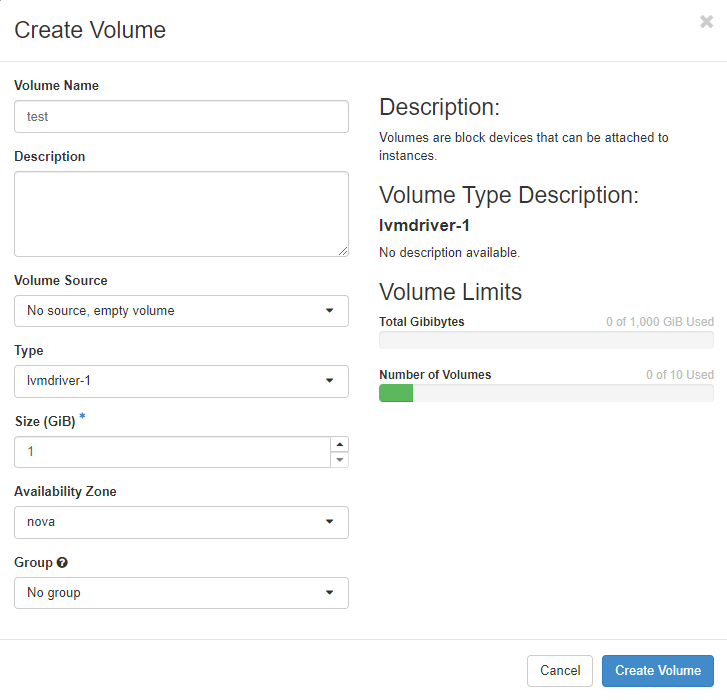 Create Volume
Volume Name
test
Description
Volume Source
No source, empty volume
Type
lvmdriver-1
Size (GiB) *
1
Availability Zone
nova
Group
No group
Description:
Volumes are block devices that can be attached to
instances.
Volume Type Description:
lvmdriver-1
No description available.
Volume Limits
Total Gibibytes 0 of 1,000 GiB Used
Number of Volumes 0 of 10 Used
Cancel Create Volume